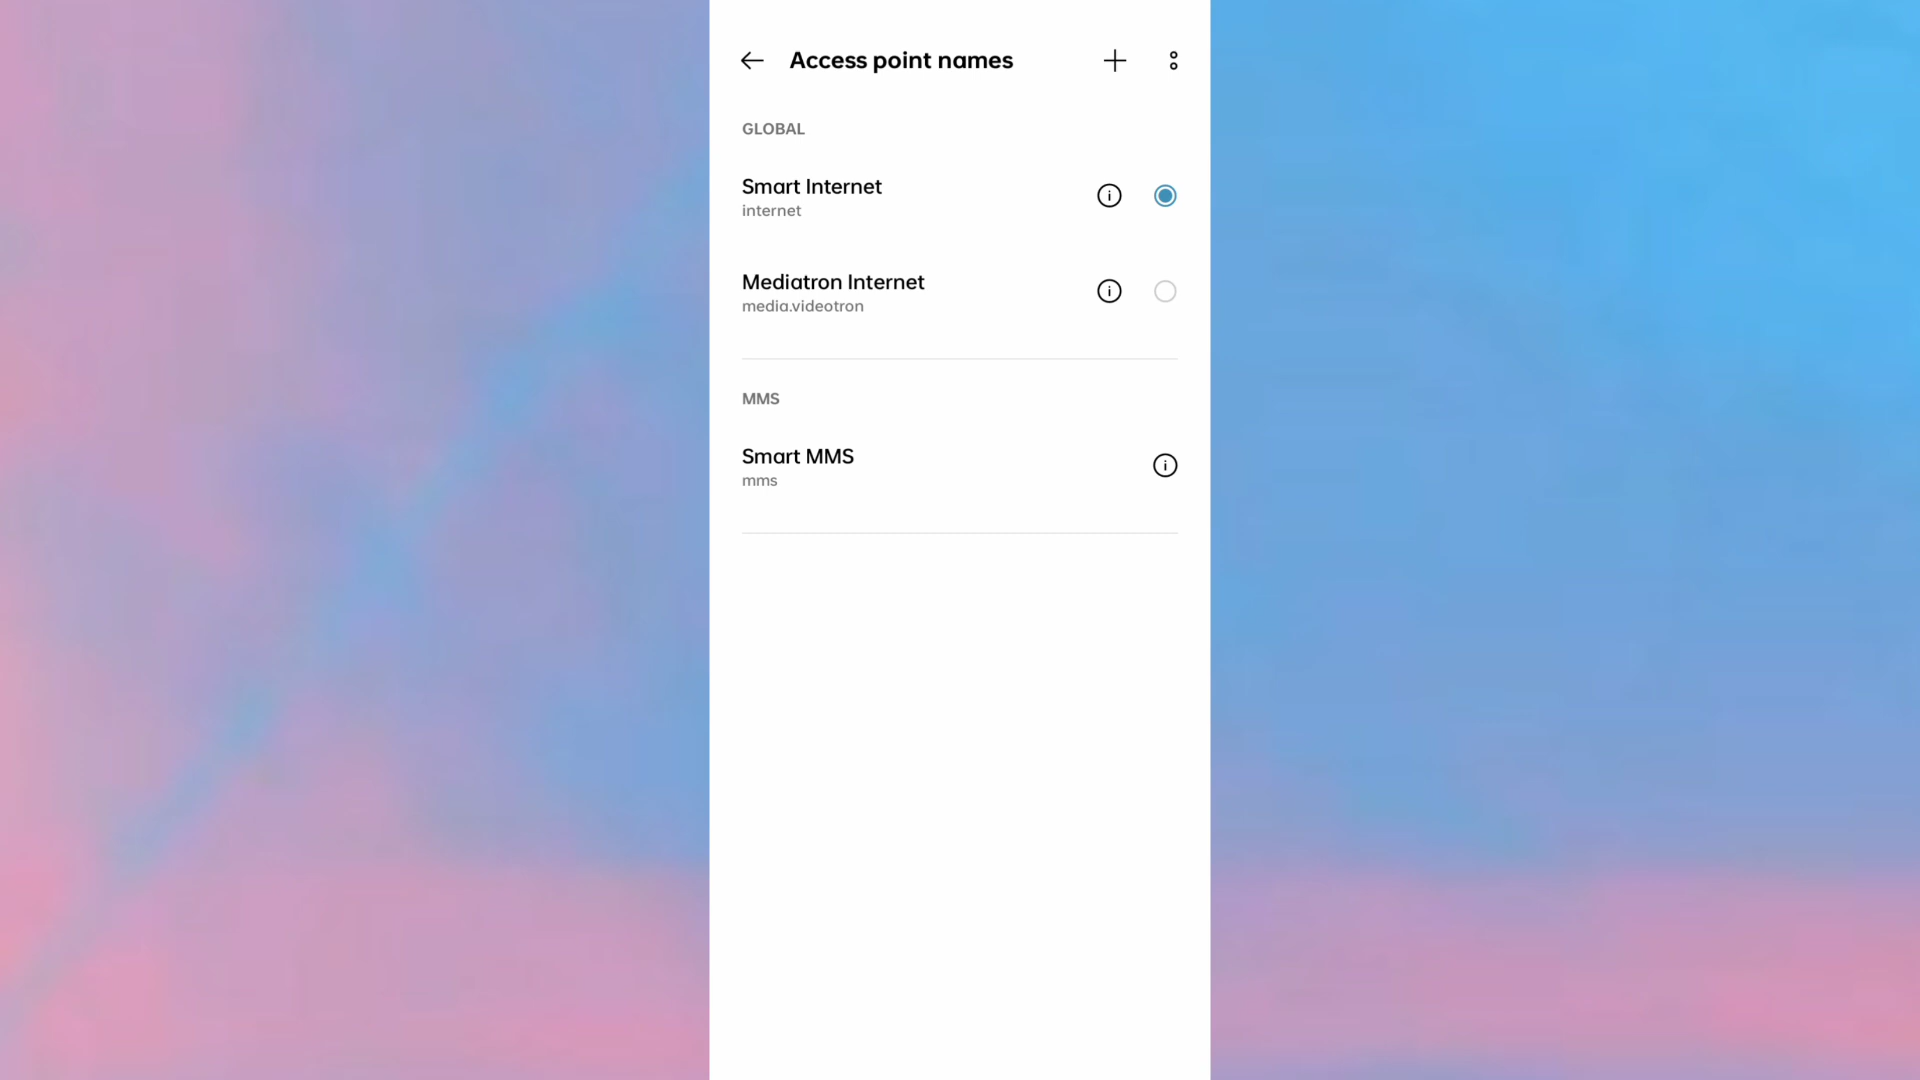 Access point names
GLOBAL
Smart Internet
internet
Mediatron Internet
media.videotron
MMS
Smart MMS
mms